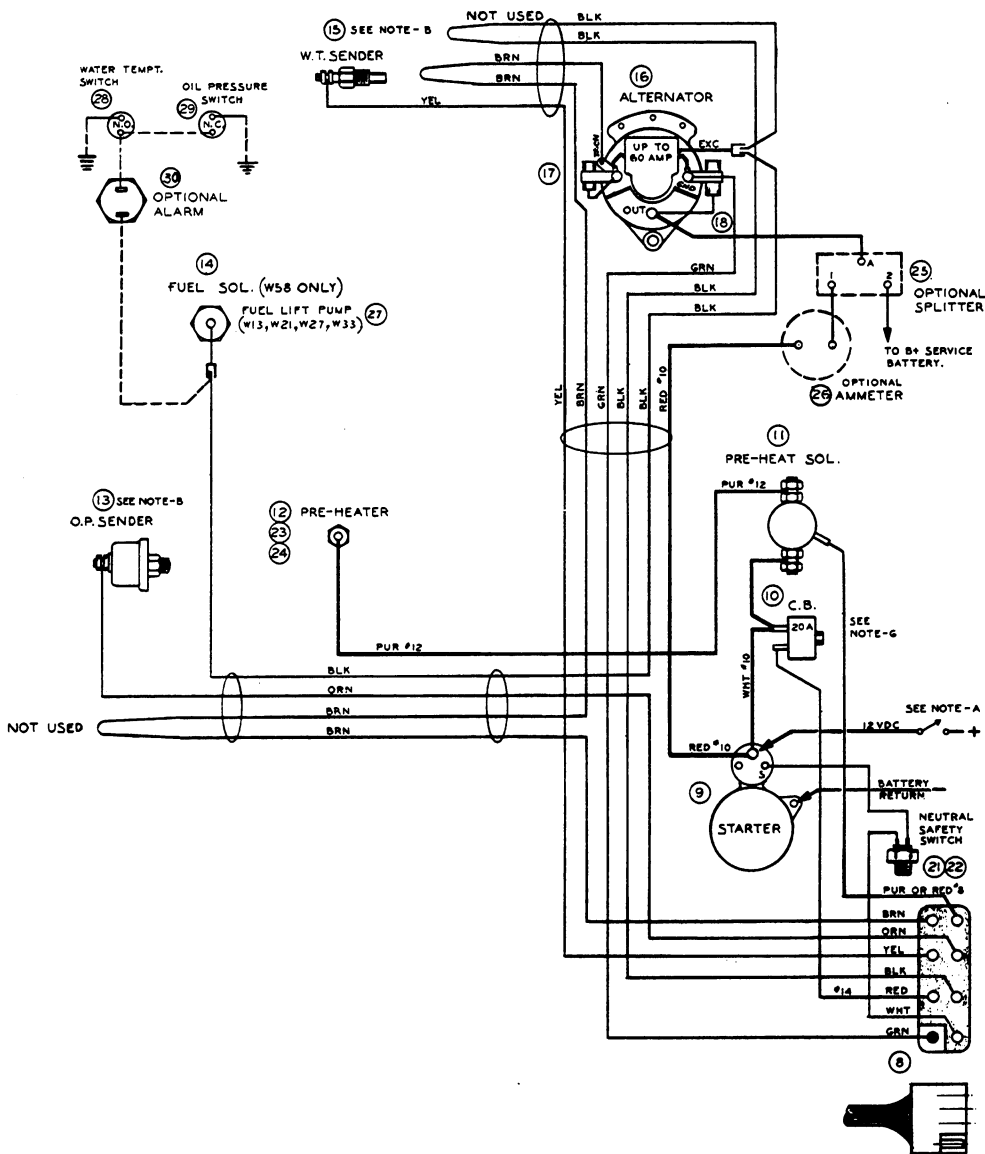 NOT USED
BLK
BLK
15 SEE NOTE-B
W.T. SENDER
BRN
BRN
YEL
WATER TEMPT.
SWITCH
28
N.O.
OIL PRESSURE
SWITCH
29
N.C.
30
OPTIONAL
ALARM
16
ALTERNATOR
UP TO
60 AMP
EXC
17
GND
OUT
18
GRN
BLK
BLK
A
1
2
25
OPTIONAL
SPLITTER
TO B+ SERVICE
BATTERY.
OPTIONAL
26 AMMETER
14
FUEL SOL. (W58 ONLY)
FUEL LIFT PUMP
(W13, W21, W27, W33)
27
YEL
BRN
GRN
BLK
BLK
RED #10
11
PRE-HEAT SOL.
PUR #12
13 SEE NOTE-B
O.P. SENDER
12 PRE-HEATER
23
24
10
C.B.
20A
SEE
NOTE-G
PUR #12
WHT #10
BLK
ORN
NOT USED
BRN
BRN
SEE NOTE-A
12 VDC
+
RED #10
S
9
STARTER
BATTERY
RETURN
NEUTRAL
SAFETY
SWITCH
21 22
PUR OR RED #8
BRN
ORN
YEL
BLK
#14 RED
WHT
GRN
8